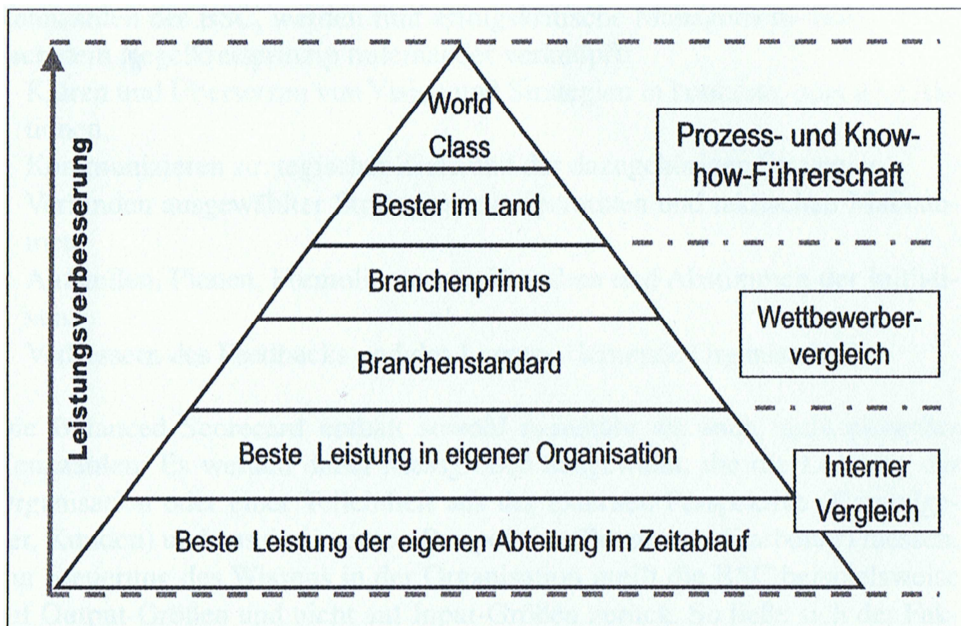 Leistungsverbesserung
World
Class
Bester im Land
Branchenprimus
Branchenstandard
Beste Leistung in eigener Organisation
Beste Leistung der eigenen Abteilung im Zeitablauf
Prozess- und Know-
how-Führerschaft
Wettbewerber-
vergleich
Interner
Vergleich